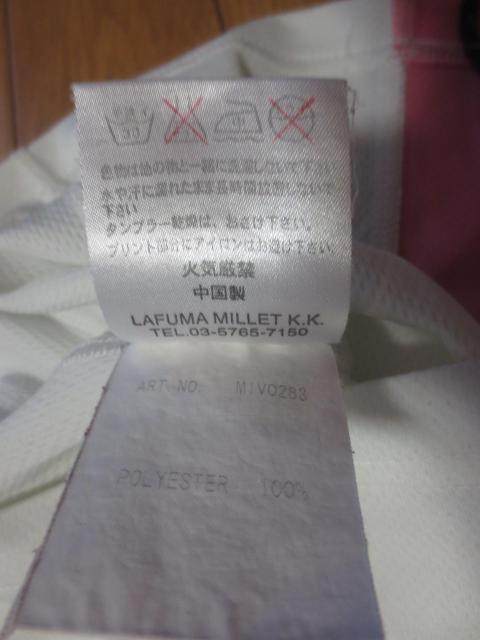 30
色物は他の物と一緒に洗濯しないで下さい
水や汗に濡れたまま長時間放置しないで
下さい
タンブラー乾燥は、おさけ下さい。
プリント部分にアイロンはお避け下さい。
火気厳禁
中国製
LAFUMA MILLET K.K.
TEL.03-5765-7150
ART-NO. MIV0283
POLYESTER 100%